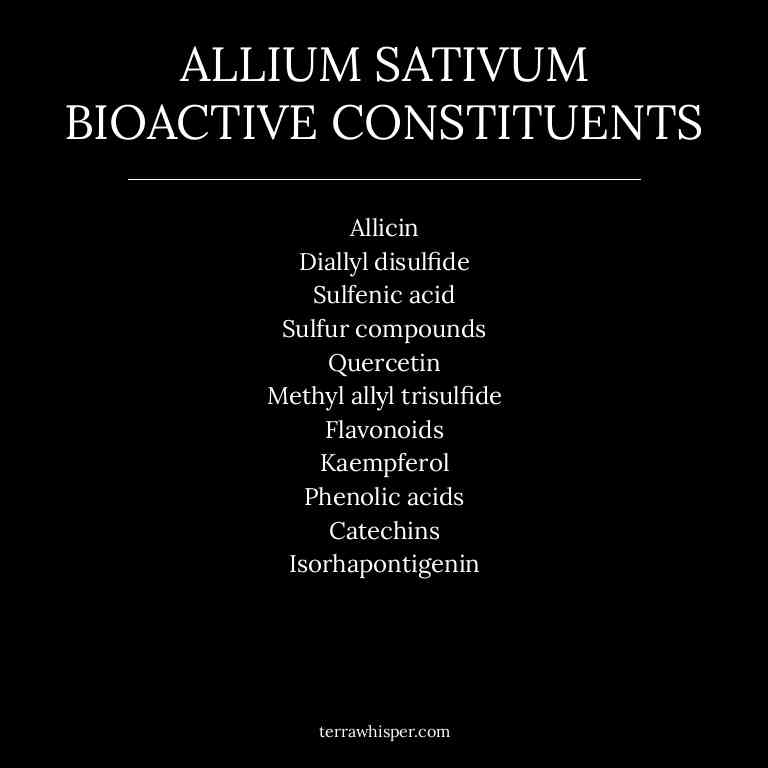 ALLIUM SATIVUM
BIOACTIVE CONSTITUENTS
Allicin
Diallyl disulfide
Sulfenic acid
Sulfur compounds
Quercetin
Methyl allyl trisulfide
Flavonoids
Kaempferol
Phenolic acids
Catechins
Isorhapontigenin
terrawhisper.com